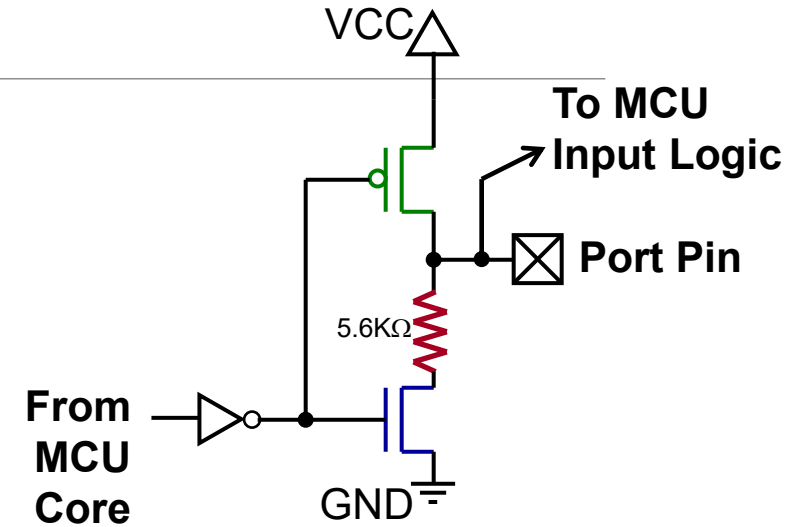 VCC
To MCU
Input Logic
Port Pin
5.6KΩ
From
MCU
Core
GND